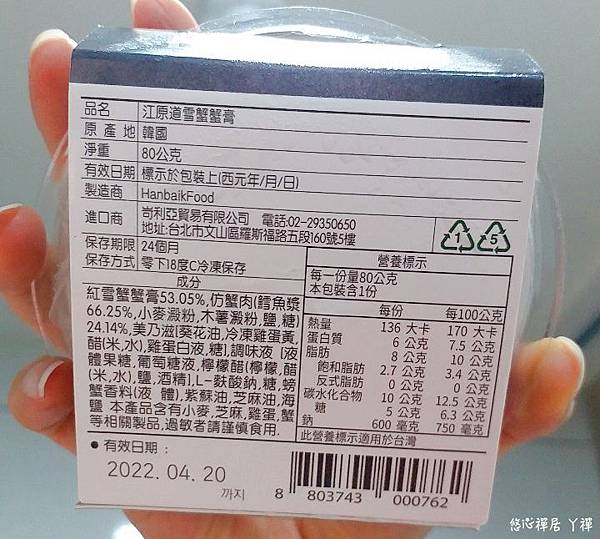 品名 江原道雪蟹蟹膏
原產地 韓國
淨重 80公克
有效日期 標示於包裝上(西元年/月/日)
製造商 HanbaikFood
進口商 岢利亞貿易有限公司 電話:02-29350650
地址:台北市文山區羅斯福路五段160號5樓
保存期限 24個月
保存方式 零下18度C冷凍保存
1 5
成分
紅雪蟹蟹膏53.05%,仿蟹肉(鱈魚漿
66.25%,小麥澱粉,木薯澱粉,鹽,糖)
24.14%,美乃滋[葵花油,冷凍雞蛋黃,
醋(米,水),雞蛋白液,糖],調味液 [液
體果糖,葡萄糖液,檸檬醋(檸檬,醋
(米,水),鹽,酒精],L-麩酸鈉,糖,螃
蟹香料(液 體),紫蘇油,芝麻油,海
鹽 本產品含有小麥,芝麻,雞蛋,蟹
等相關製品,過敏者請謹慎食用.
營養標示
每一份量80公克
本包裝含1份
每份 每100公克
熱量 136 大卡 170 大卡
蛋白質 6 公克 7.5 公克
脂肪 8 公克 10 公克
飽和脂肪 2.7 公克 3.4 公克
反式脂肪 0 公克 0 公克
碳水化合物 10 公克 12.5 公克
糖 5 公克 6.3 公克
鈉 600 毫克 750 毫克
此營養標示適用於台灣
• 有效日期 :
2022. 04. 20
까지
8 803743 000762
悠心禪居 丫禪